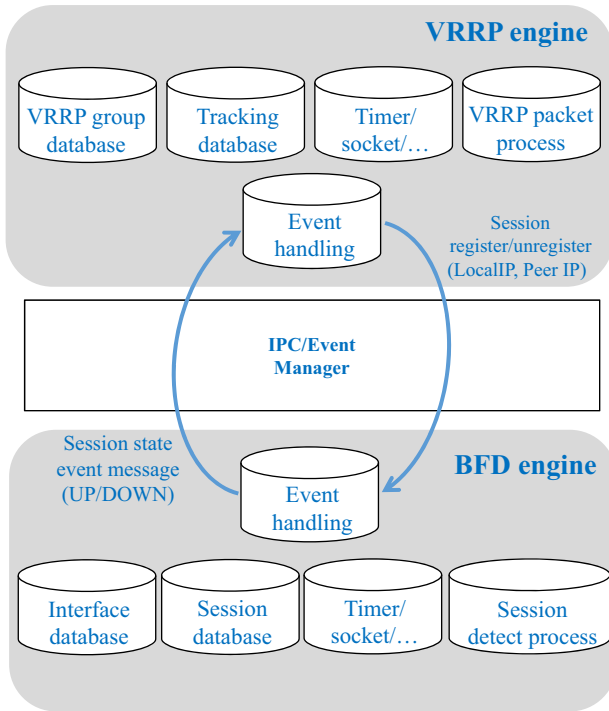 VRRP engine
VRRP group
database
Tracking
database
Timer/
socket/…
VRRP packet
process
Event
handling
Session
register/unregister
(LocalIP, Peer IP)
IPC/Event
Manager
Session state
event message
(UP/DOWN)
BFD engine
Event
handling
Interface
database
Session
database
Timer/
socket/…
Session
detect process